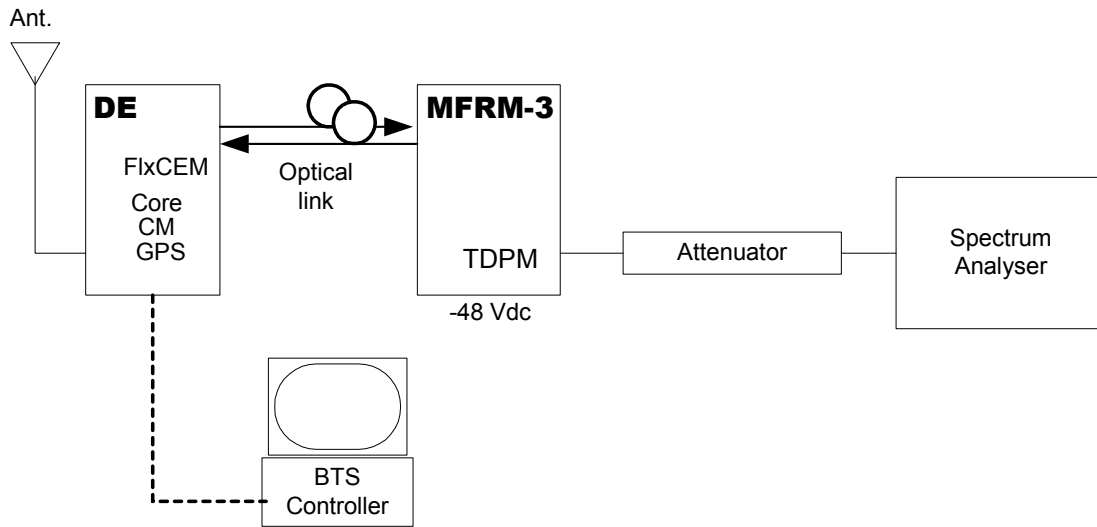 Ant.
DE
FlxCEM
Core
CM
GPS
Optical
link
MFRM-3
TDPM
-48 Vdc
Attenuator
Spectrum
Analyser
BTS
Controller